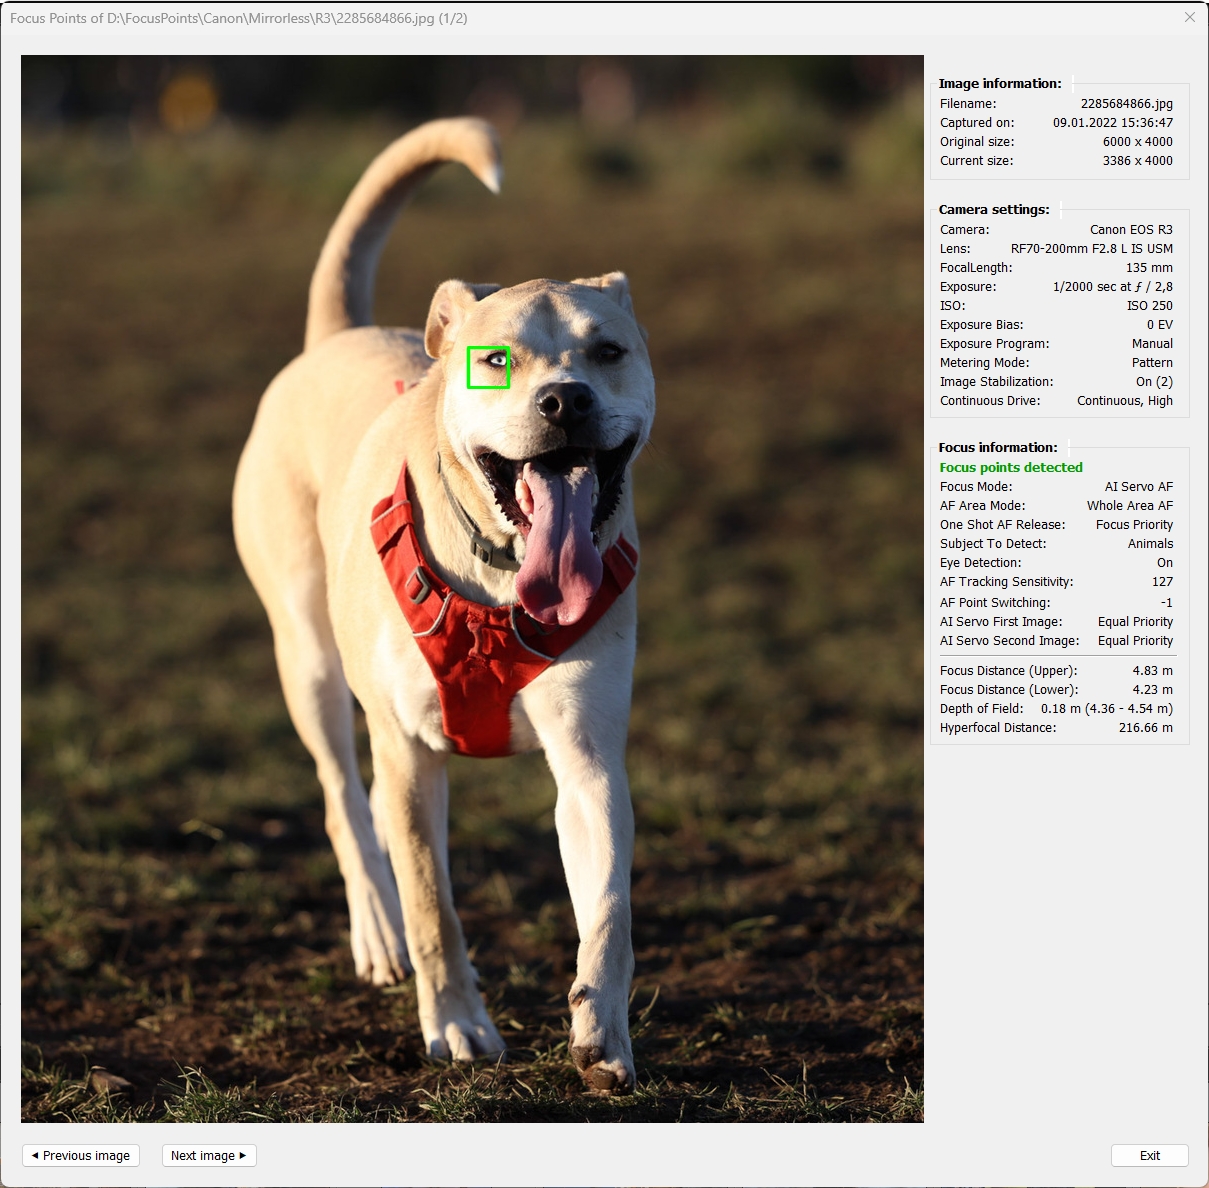 Focus Points of D:\FocusPoints\Canon\Mirrorless\R3\2285684866.jpg (1/2)
Image information:
Filename: 2285684866.jpg
Captured on: 09.01.2022 15:36:47
Original size: 6000 x 4000
Current size: 3386 x 4000
Camera settings:
Camera: Canon EOS R3
Lens: RF70-200mm F2.8 L IS USM
FocalLength: 135 mm
Exposure: 1/2000 sec at ƒ / 2,8
ISO: ISO 250
Exposure Bias: 0 EV
Exposure Program: Manual
Metering Mode: Pattern
Image Stabilization: On (2)
Continuous Drive: Continuous, High
Focus information:
Focus points detected
Focus Mode: AI Servo AF
AF Area Mode: Whole Area AF
One Shot AF Release: Focus Priority
Subject To Detect: Animals
Eye Detection: On
AF Tracking Sensitivity: 127
AF Point Switching: -1
AI Servo First Image: Equal Priority
AI Servo Second Image: Equal Priority
Focus Distance (Upper): 4.83 m
Focus Distance (Lower): 4.23 m
Depth of Field: 0.18 m (4.36 - 4.54 m)
Hyperfocal Distance: 216.66 m
Previous image
Next image
Exit